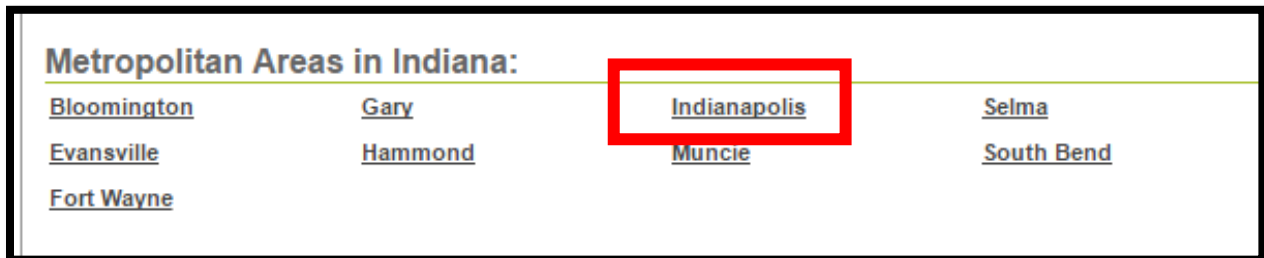 Metropolitan Areas in Indiana:
Bloomington Gary Indianapolis Selma
Evansville Hammond Muncie South Bend
Fort Wayne